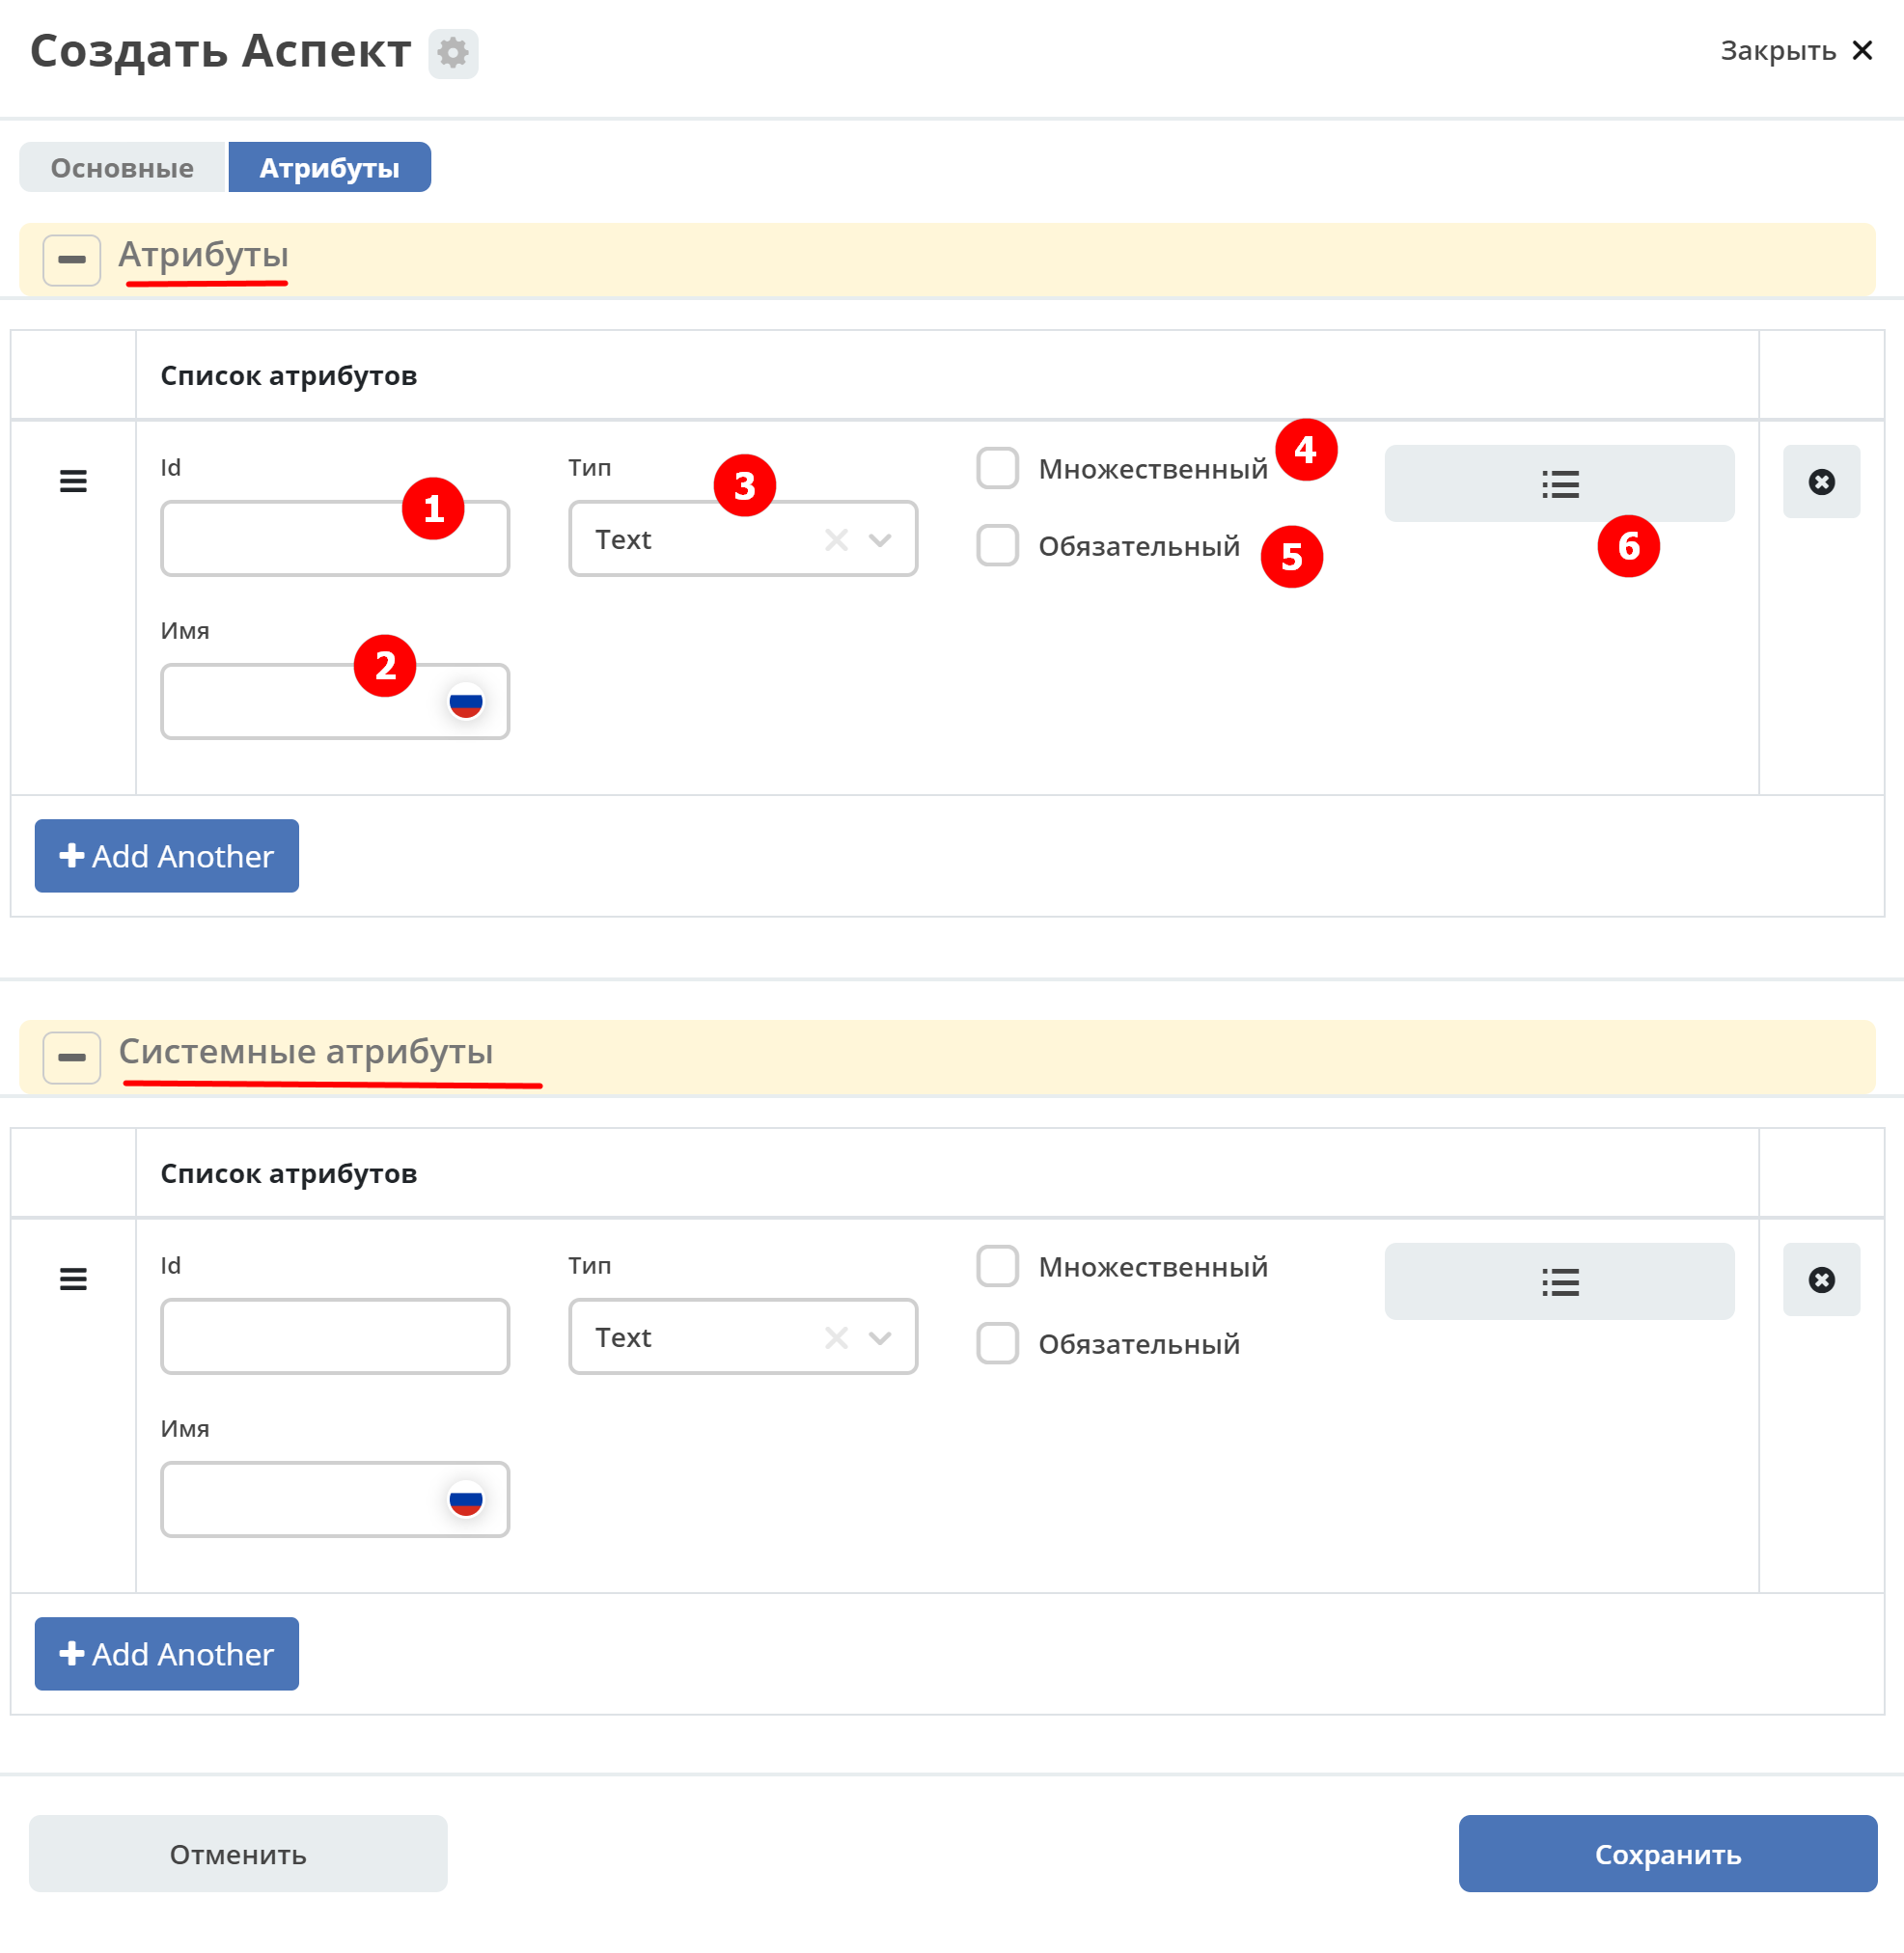 Создать Аспект
Закрыть
Основные Атрибуты
Атрибуты
Список атрибутов
Id
Тип
Множественный
4
1
3
Text
Обязательный
5
6
Имя
2
Add Another
Системные атрибуты
Список атрибутов
Id
Тип
Множественный
Text
Обязательный
Имя
Add Another
Отменить
Сохранить